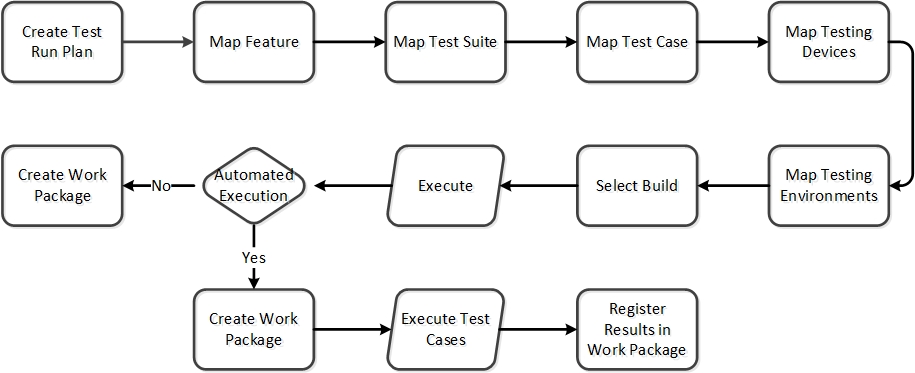 Create Test
Run Plan
Map Feature
Map Test Suite
Map Test Case
Map Testing
Devices
Create Work
Package
No
Automated
Execution
Execute
Select Build
Map Testing
Environments
Yes
Create Work
Package
Execute Test
Cases
Register
Results in
Work Package